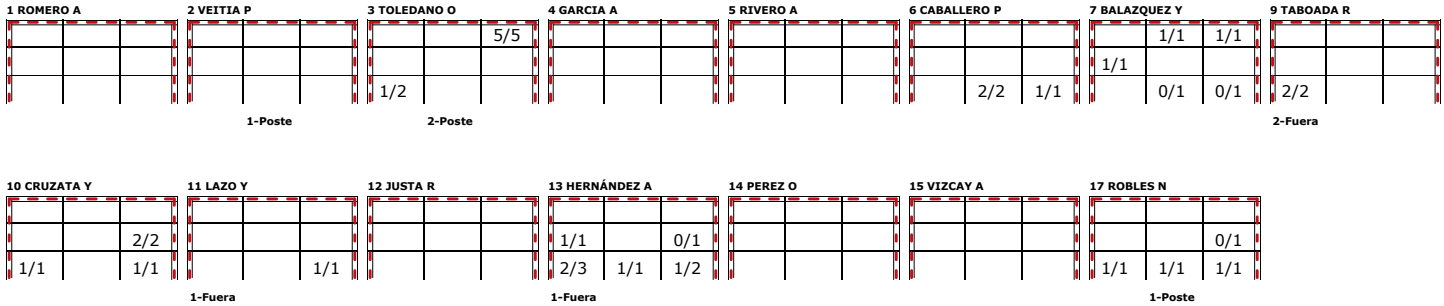 1 ROMERO A 2 VEITIA P 3 TOLEDANO O 4 GARCIA A 5 RIVERO A 6 CABALLERO P 7 BALAZQUEZ Y 9 TABOADA R
5/5 1/1 1/1
1/1
1/2 2/2 1/1 0/1 0/1 2/2
1-Poste 2-Poste 2-Fuera
10 CRUZATA Y 11 LAZO Y 12 JUSTA R 13 HERNÁNDEZ A 14 PEREZ O 15 VIZCAY A 17 ROBLES N
2/2 1/1 0/1 0/1
1/1 1/1 1/1 2/3 1/1 1/2 1/1 1/1 1/1
1-Fuera 1-Fuera 1-Poste